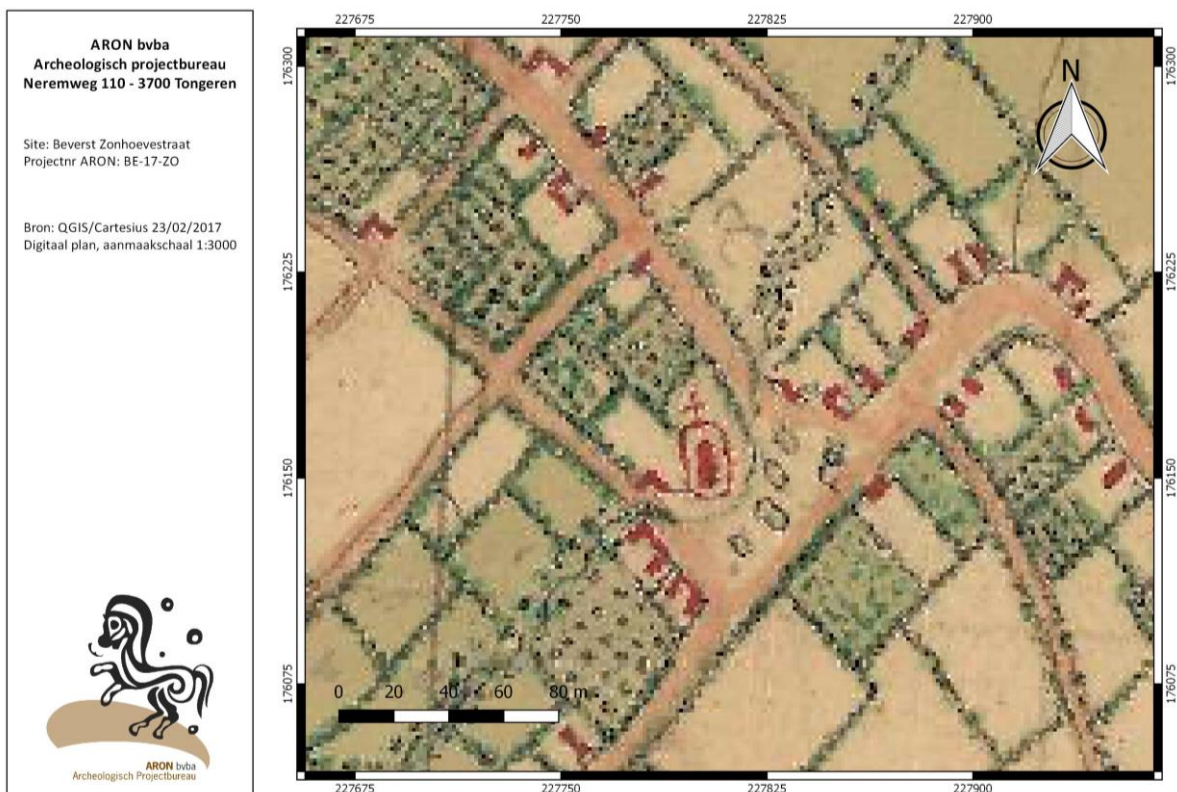 ARON bvba
Archeologisch projectbureau
Neremweg 110 - 3700 Tongeren
Site: Beverst Zonhoevestraat
Projectnr ARON: BE-17-ZO
Bron: QGIS/Cartesius 23/02/2017
Digitaal plan, aanmaakschaal 1:3000
ARON bvba
Archeologisch Projectbureau
227675 227750 227825 227900
176300 176300
N
176225 176225
176150 176150
176075 176075
0 20 40 60 80 m
227675 227750 227825 227900